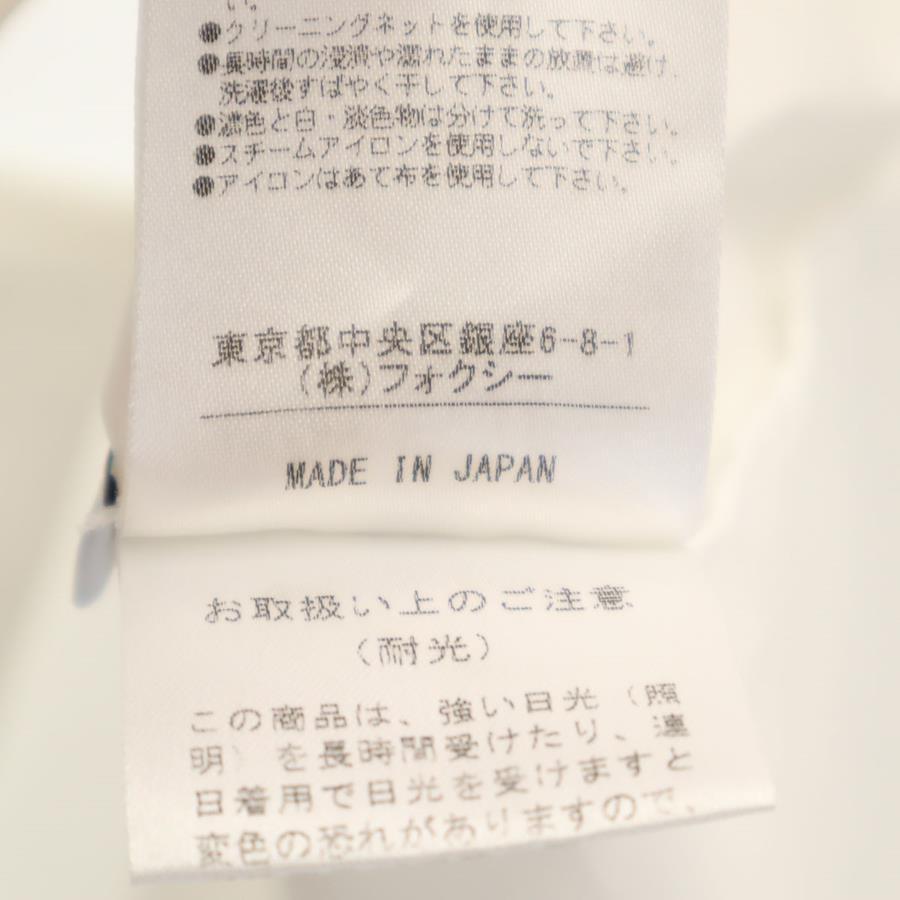 い。
●クリーニングネットを使用して下さい。
●長時間の浸漬や濡れたままの放置は避け、
洗濯後すばやく干して下さい。
●濃色と白・淡色物は分けて洗って下さい。
●スチームアイロンを使用しないで下さい。
●アイロンはあて布を使用して下さい。
東京都中央区銀座6-8-1
(株)フォクシー
MADE IN JAPAN
お取扱い上のご注意
(耐光)
この商品は、強い日光(照
明)を長時間受けたり、連
日着用で日光を受けますと
変色の恐れがありますので、